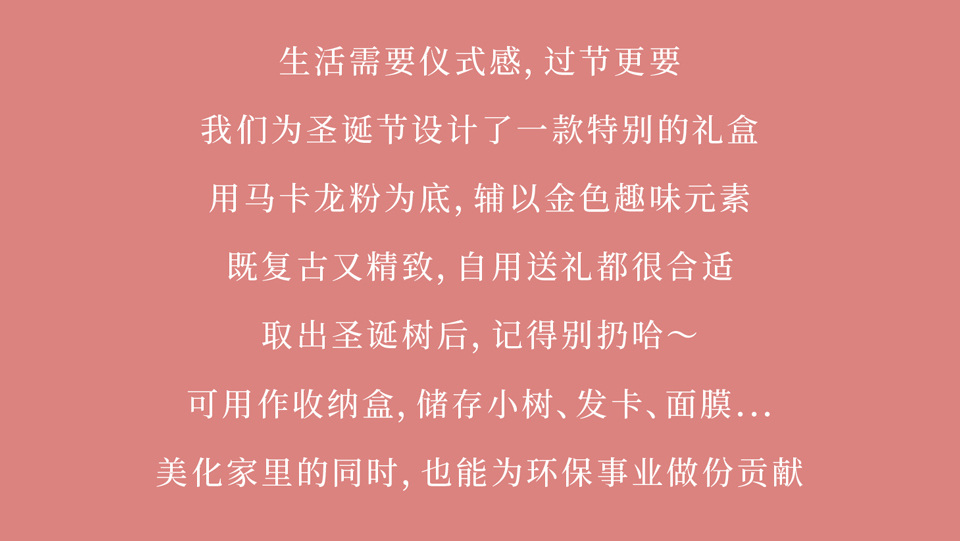 生活需要仪式感,过节更要
我们为圣诞节设计了一款特别的礼盒
用马卡龙粉为底,辅以金色趣味元素
既复古又精致,自用送礼都很合适
取出圣诞树后,记得别扔哈～
可用作收纳盒,储存小树、发卡、面膜...
美化家里的同时,也能为环保事业做份贡献